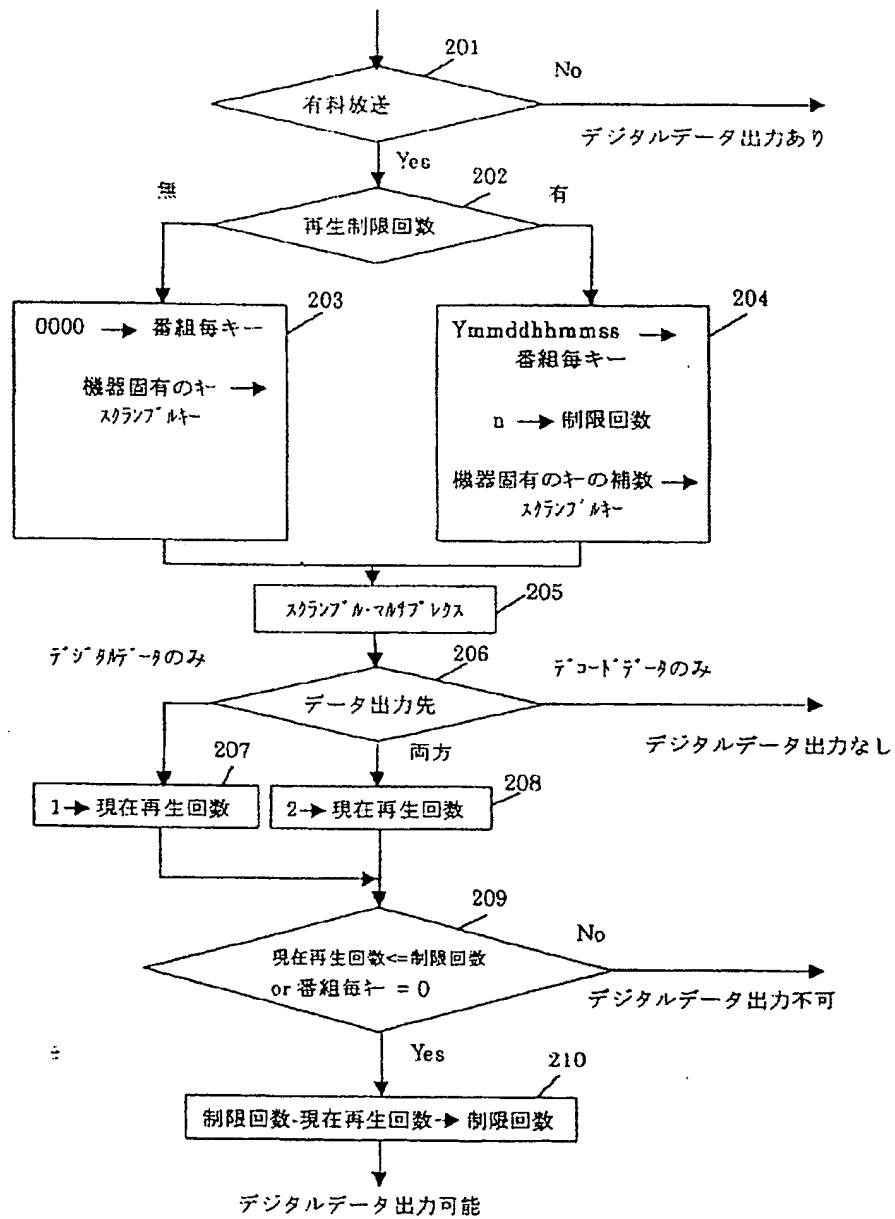 201
No
有料放送
デジタルデータ出力あり
Yes
無
202
有
再生制限回数
203
0000 → 番組毎キー
機器固有のキー →
スクランブルキー
204
Ymmddhhmmss →
番組毎キー
n → 制限回数
機器固有のキーの補数 →
スクランブルキー
スクランブル・マルチプレクス
205
デジタルデータのみ
206
デコードデータのみ
データ出力先
デジタルデータ出力なし
207
両方
1→ 現在再生回数
2→ 現在再生回数
208
209
No
現在再生回数<=制限回数
or 番組毎キー = 0
デジタルデータ出力不可
Yes
210
制限回数-現在再生回数-→ 制限回数
デジタルデータ出力可能